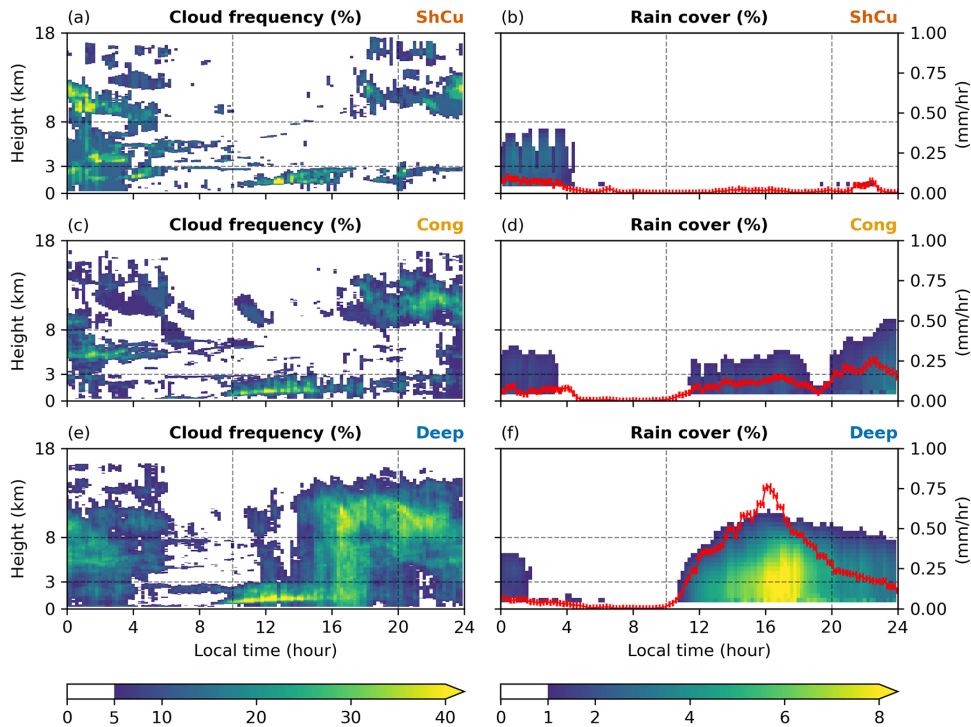 (a) Cloud frequency (%) ShCu
(b) Rain cover (%) ShCu
18
8
3
0
Height (km)
1.00
0.75
0.50
0.25
0.00
(mm/hr)
(c) Cloud frequency (%) Cong
(d) Rain cover (%) Cong
18
8
3
0
Height (km)
1.00
0.75
0.50
0.25
0.00
(mm/hr)
(e) Cloud frequency (%) Deep
(f) Rain cover (%) Deep
18
8
3
0
Height (km)
1.00
0.75
0.50
0.25
0.00
(mm/hr)
0 4 8 12 16 20 24
Local time (hour)
0 4 8 12 16 20 24
Local time (hour)
0 5 10 20 30 40
0 1 2 4 6 8